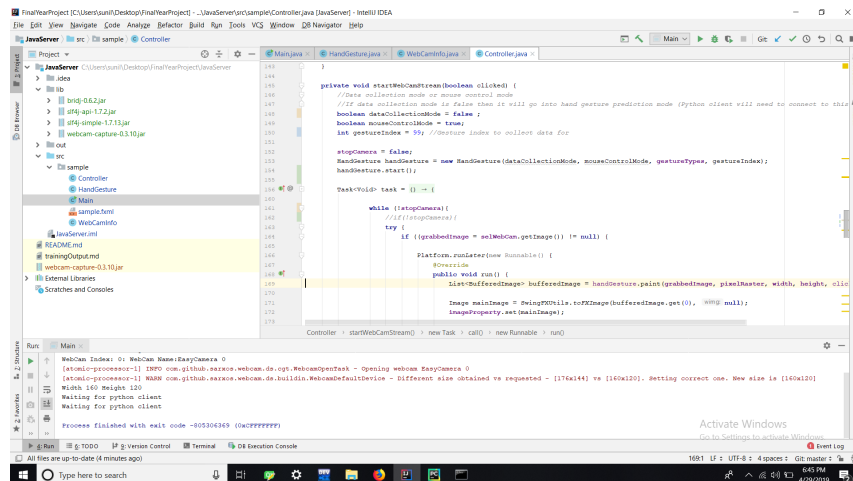 FinalYearProject [C:\Users\sunil\Desktop\FinalYearProject] - ...\JavaServer\src\sample\Controller.java [JavaServer] - IntelliJ IDEA
File Edit View Navigate Code Analyze Refactor Build Run Tools VCS Window DB Navigator Help
JavaServer src sample Controller
Main
Git:
Project
Main.java HandGesture.java WebCamInfo.java Controller.java
JavaServer C:\Users\sunil\Desktop\FinalYearProject\JavaServer
.idea
lib
bridj-0.6.2.jar
slf4j-api-1.7.2.jar
slf4j-simple-1.7.13.jar
webcam-capture-0.3.10.jar
out
src
sample
Controller
HandGesture
Main
sample.fxml
WebCamInfo
JavaServer.iml
README.md
trainingOutput.md
webcam-capture-0.3.10.jar
External Libraries
Scratches and Consoles
1: Project
DB Browser
}
private void startWebCamStream(boolean clicked) {
//Data collection mode or mouse control mode
//If data collection mode is false then it will go into hand gesture prediction mode (Python client will need to connect to this
boolean dataCollectionMode = false ;
boolean mouseControlMode = true;
int gestureIndex = 99; //Gesture index to collect data for
stopCamera = false;
HandGesture handGesture = new HandGesture(dataCollectionMode, mouseControlMode, gestureTypes, gestureIndex);
handGesture.start();
Task<Void> task = () → {
while (!stopCamera){
//if(!stopCamera){
try {
if ((grabbedImage = selWebCam.getImage()) != null) {
Platform.runLater(new Runnable() {
@Override
public void run() {
169 List<BufferedImage> bufferedImage = handGesture.paint(grabbedImage, pixelRaster, width, height, clic
Image mainImage = SwingFXUtils.toFXImage(bufferedImage.get(0), wimg: null);
imageProperty.set(mainImage);
Controller › startWebCamStream() › new Task › call() › new Runnable › run()
Run: Main
7: Structure
2: Favorites
WebCam Index: 0: WebCam Name:EasyCamera 0
[atomic-processor-1] INFO com.github.sarxos.webcam.ds.cgt.WebcamOpenTask - Opening webcam EasyCamera 0
[atomic-processor-1] WARN com.github.sarxos.webcam.ds.buildin.WebcamDefaultDevice - Different size obtained vs requested - [176x144] vs [160x120]. Setting correct one. New size is [160x120]
Width 160 Height 120
Waiting for python client
Waiting for python client
Process finished with exit code -805306369 (0xCFFFFFFF)
Activate Windows
Go to Settings to activate Windows.
4: Run 6: TODO 9: Version Control Terminal DB Execution Console
Event Log
All files are up-to-date (4 minutes ago)
169:1 LF UTF-8 4 spaces Git: master
Type here to search
6:45 PM
4/29/2019